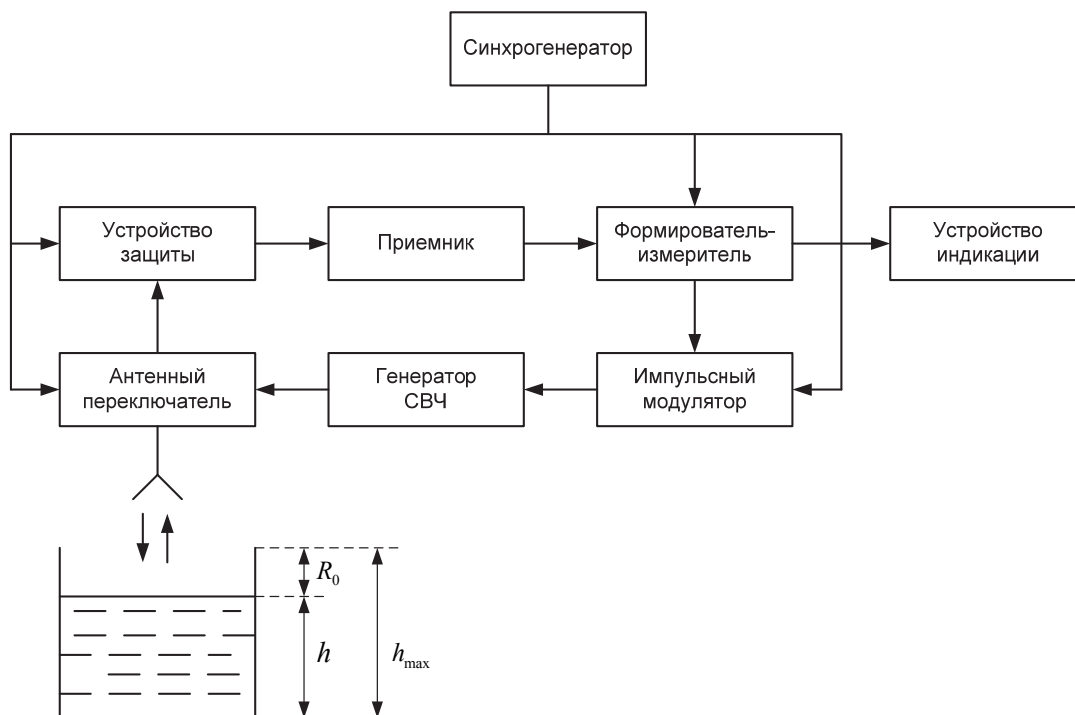 Синхрогенератор
Устройство
защиты
Приемник
Формирователь-
измеритель
Устройство
индикации
Антенный
переключатель
Генератор
СВЧ
Импульсный
модулятор
R₀
h
hmax